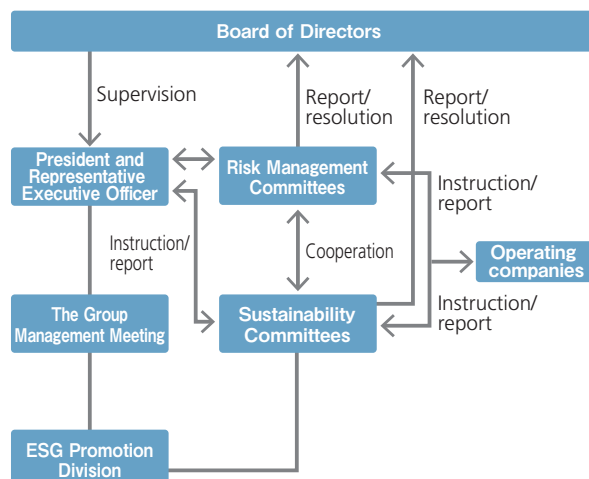 Board of Directors
Supervision
Report/
resolution
Report/
resolution
President and
Representative
Executive Officer
Risk Management
Committees
Instruction/
report
Instruction/
report
Cooperation
Operating
companies
The Group
Management Meeting
Sustainability
Committees
Instruction/
report
ESG Promotion
Division